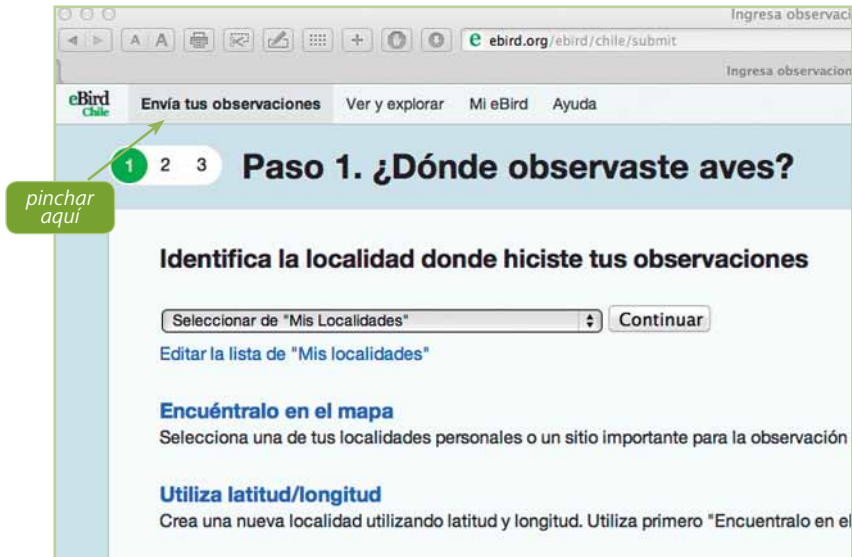 Ingresa observaci
A A
e ebird.org/ebird/chile/submit
Ingresa observacion
eBird Chile Envía tus observaciones Ver y explorar Mi eBird Ayuda
1 2 3 Paso 1. ¿Dónde observaste aves?
pinchar
aquí
Identifica la localidad donde hiciste tus observaciones
Seleccionar de "Mis Localidades" Continuar
Editar la lista de "Mis localidades"
Encuéntralo en el mapa
Selecciona una de tus localidades personales o un sitio importante para la observación
Utiliza latitud/longitud
Crea una nueva localidad utilizando latitud y longitud. Utiliza primero "Encuentralo en el